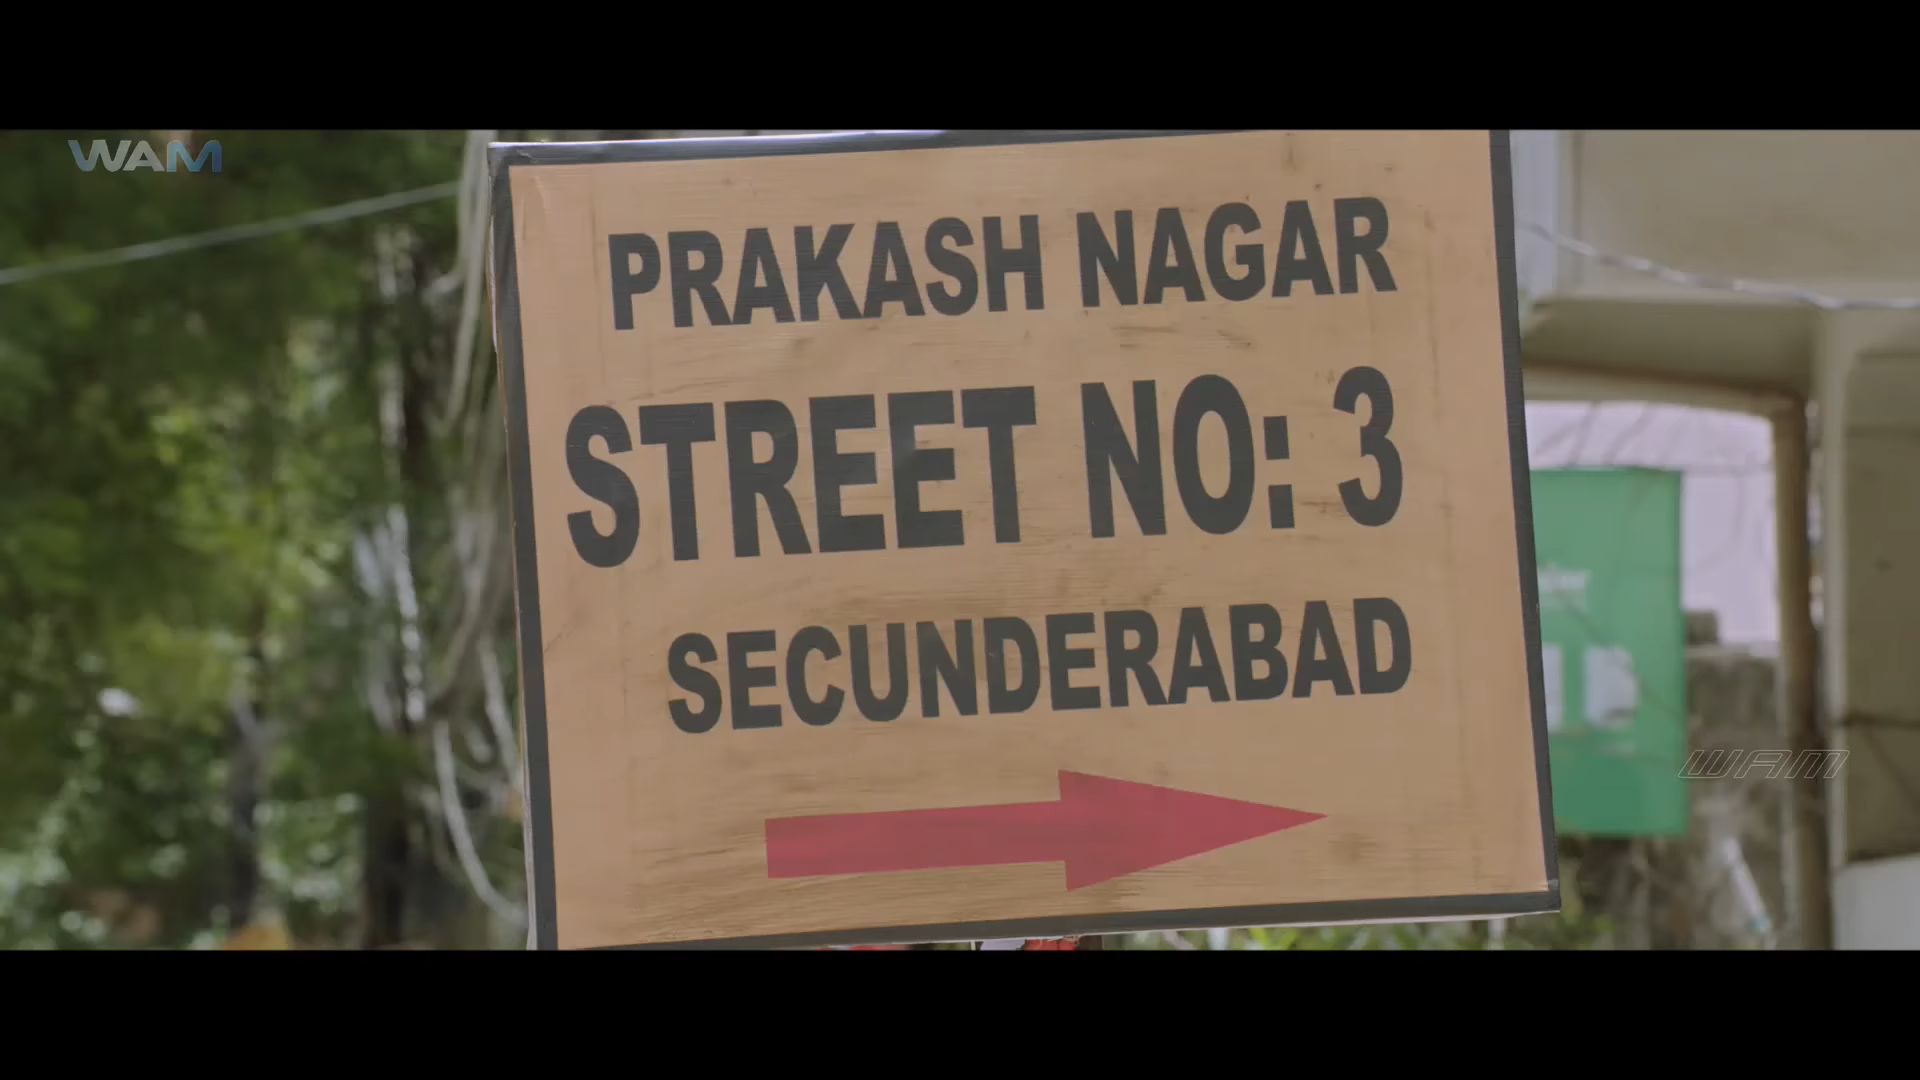 WAM
PRAKASH NAGAR
STREET NO: 3
SECUNDERABAD
WAM